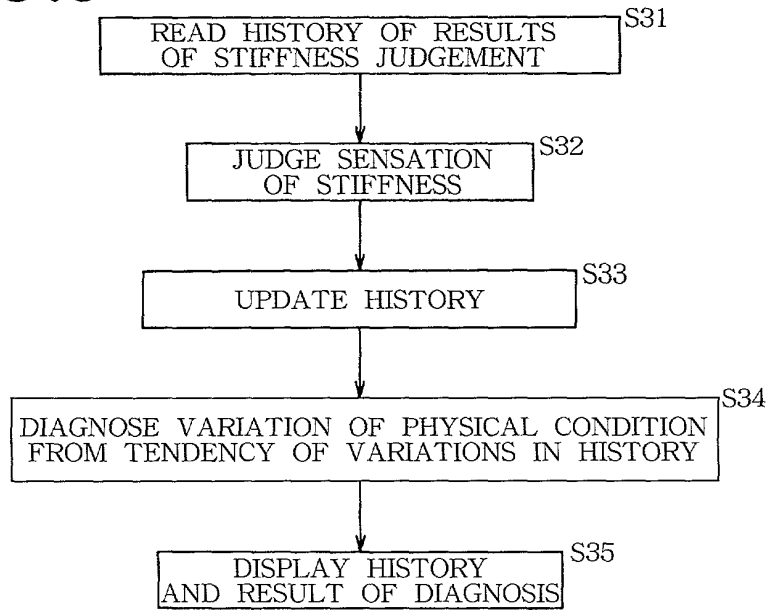 S31
READ HISTORY OF RESULTS
OF STIFFNESS JUDGEMENT
S32
JUDGE SENSATION
OF STIFFNESS
S33
UPDATE HISTORY
S34
DIAGNOSE VARIATION OF PHYSICAL CONDITION
FROM TENDENCY OF VARIATIONS IN HISTORY
S35
DISPLAY HISTORY
AND RESULT OF DIAGNOSIS